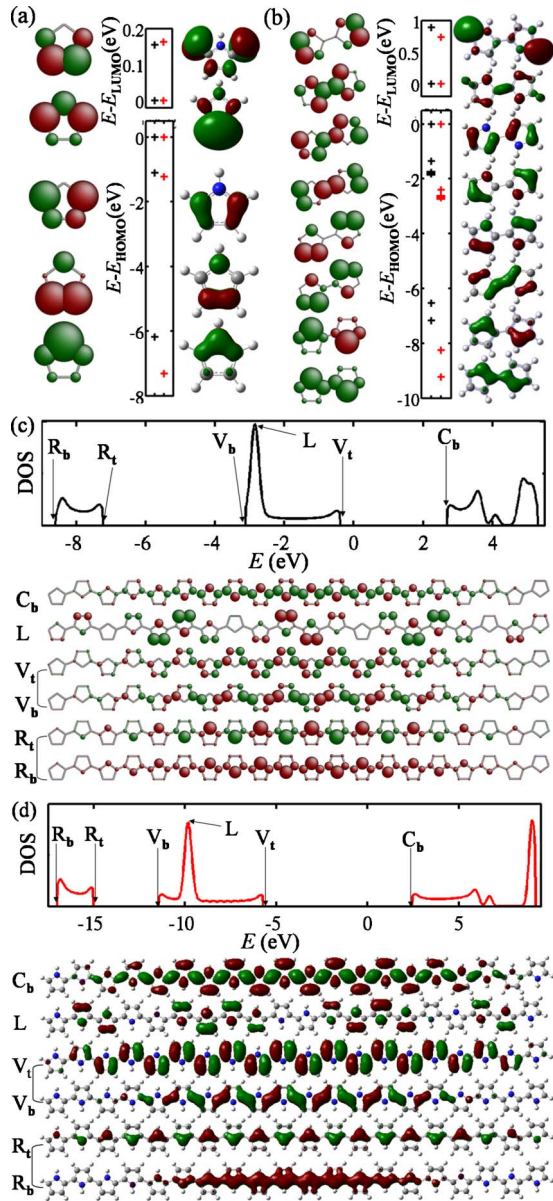 (a)
E-E_LUMO(eV)
0.2
0.1
0
E-E_HOMO(eV)
0
-2
-4
-6
-8
(b)
E-E_LUMO(eV)
1
0.5
0
E-E_HOMO(eV)
0
-2
-4
-6
-8
-10
(c)
DOS
R_b
R_t
V_b
L
V_t
C_b
-8 -6 -4 -2 0 2 4
E (eV)
C_b
L
V_t
V_b
R_t
R_b
(d)
DOS
R_b R_t V_b
L
V_t
C_b
-15 -10 -5 0 5
E (eV)
C_b
L
V_t
V_b
R_t
R_b